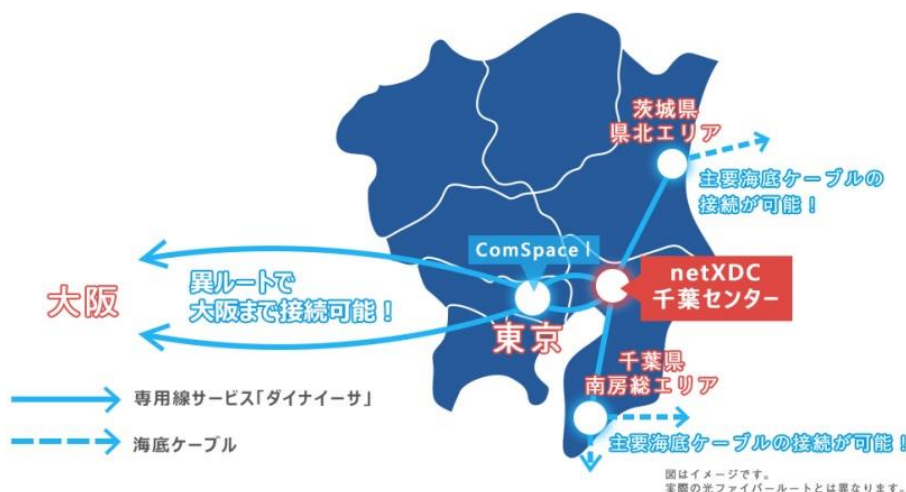 茨城県
県北エリア
主要海底ケーブルの
接続が可能！
ComSpace I
netXDC
千葉センター
大阪
異ルートで
大阪まで接続可能！
東京
千葉県
南房総エリア
専用線サービス「ダイナイーサ」
海底ケーブル
主要海底ケーブルの接続が可能！
図はイメージです。
実際の光ファイバールートとは異なります。